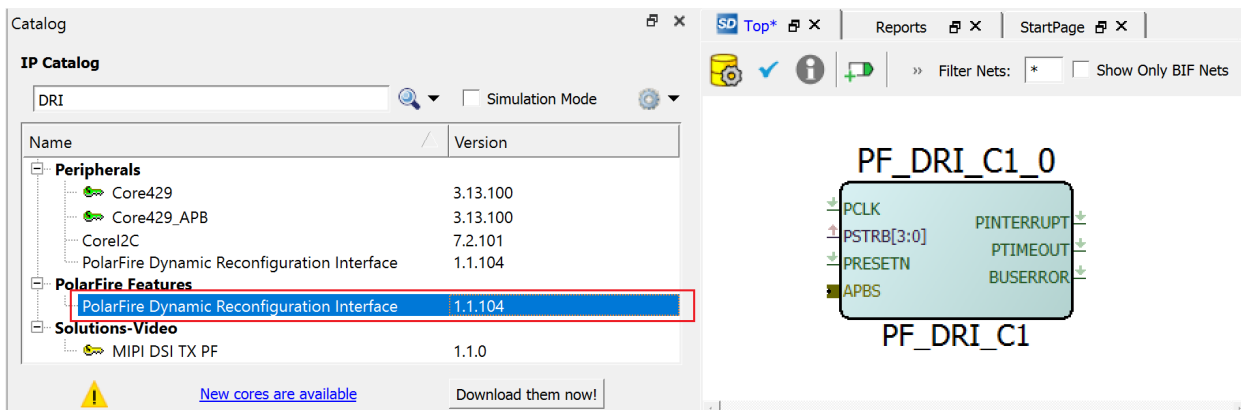 Catalog
IP Catalog
DRI
Simulation Mode
Name Version
Peripherals
Core429 3.13.100
Core429_APB 3.13.100
CoreI2C 7.2.101
PolarFire Dynamic Reconfiguration Interface 1.1.104
PolarFire Features
PolarFire Dynamic Reconfiguration Interface 1.1.104
Solutions-Video
MIPI DSI TX PF 1.1.0
New cores are available Download them now!
SD Top* Reports StartPage
» Filter Nets: * Show Only BIF Nets
PF_DRI_C1_0
PCLK
PSTRB[3:0]
PRESETN
APBS
PINTERRUPT
PTIMEOUT
BUSERROR
PF_DRI_C1